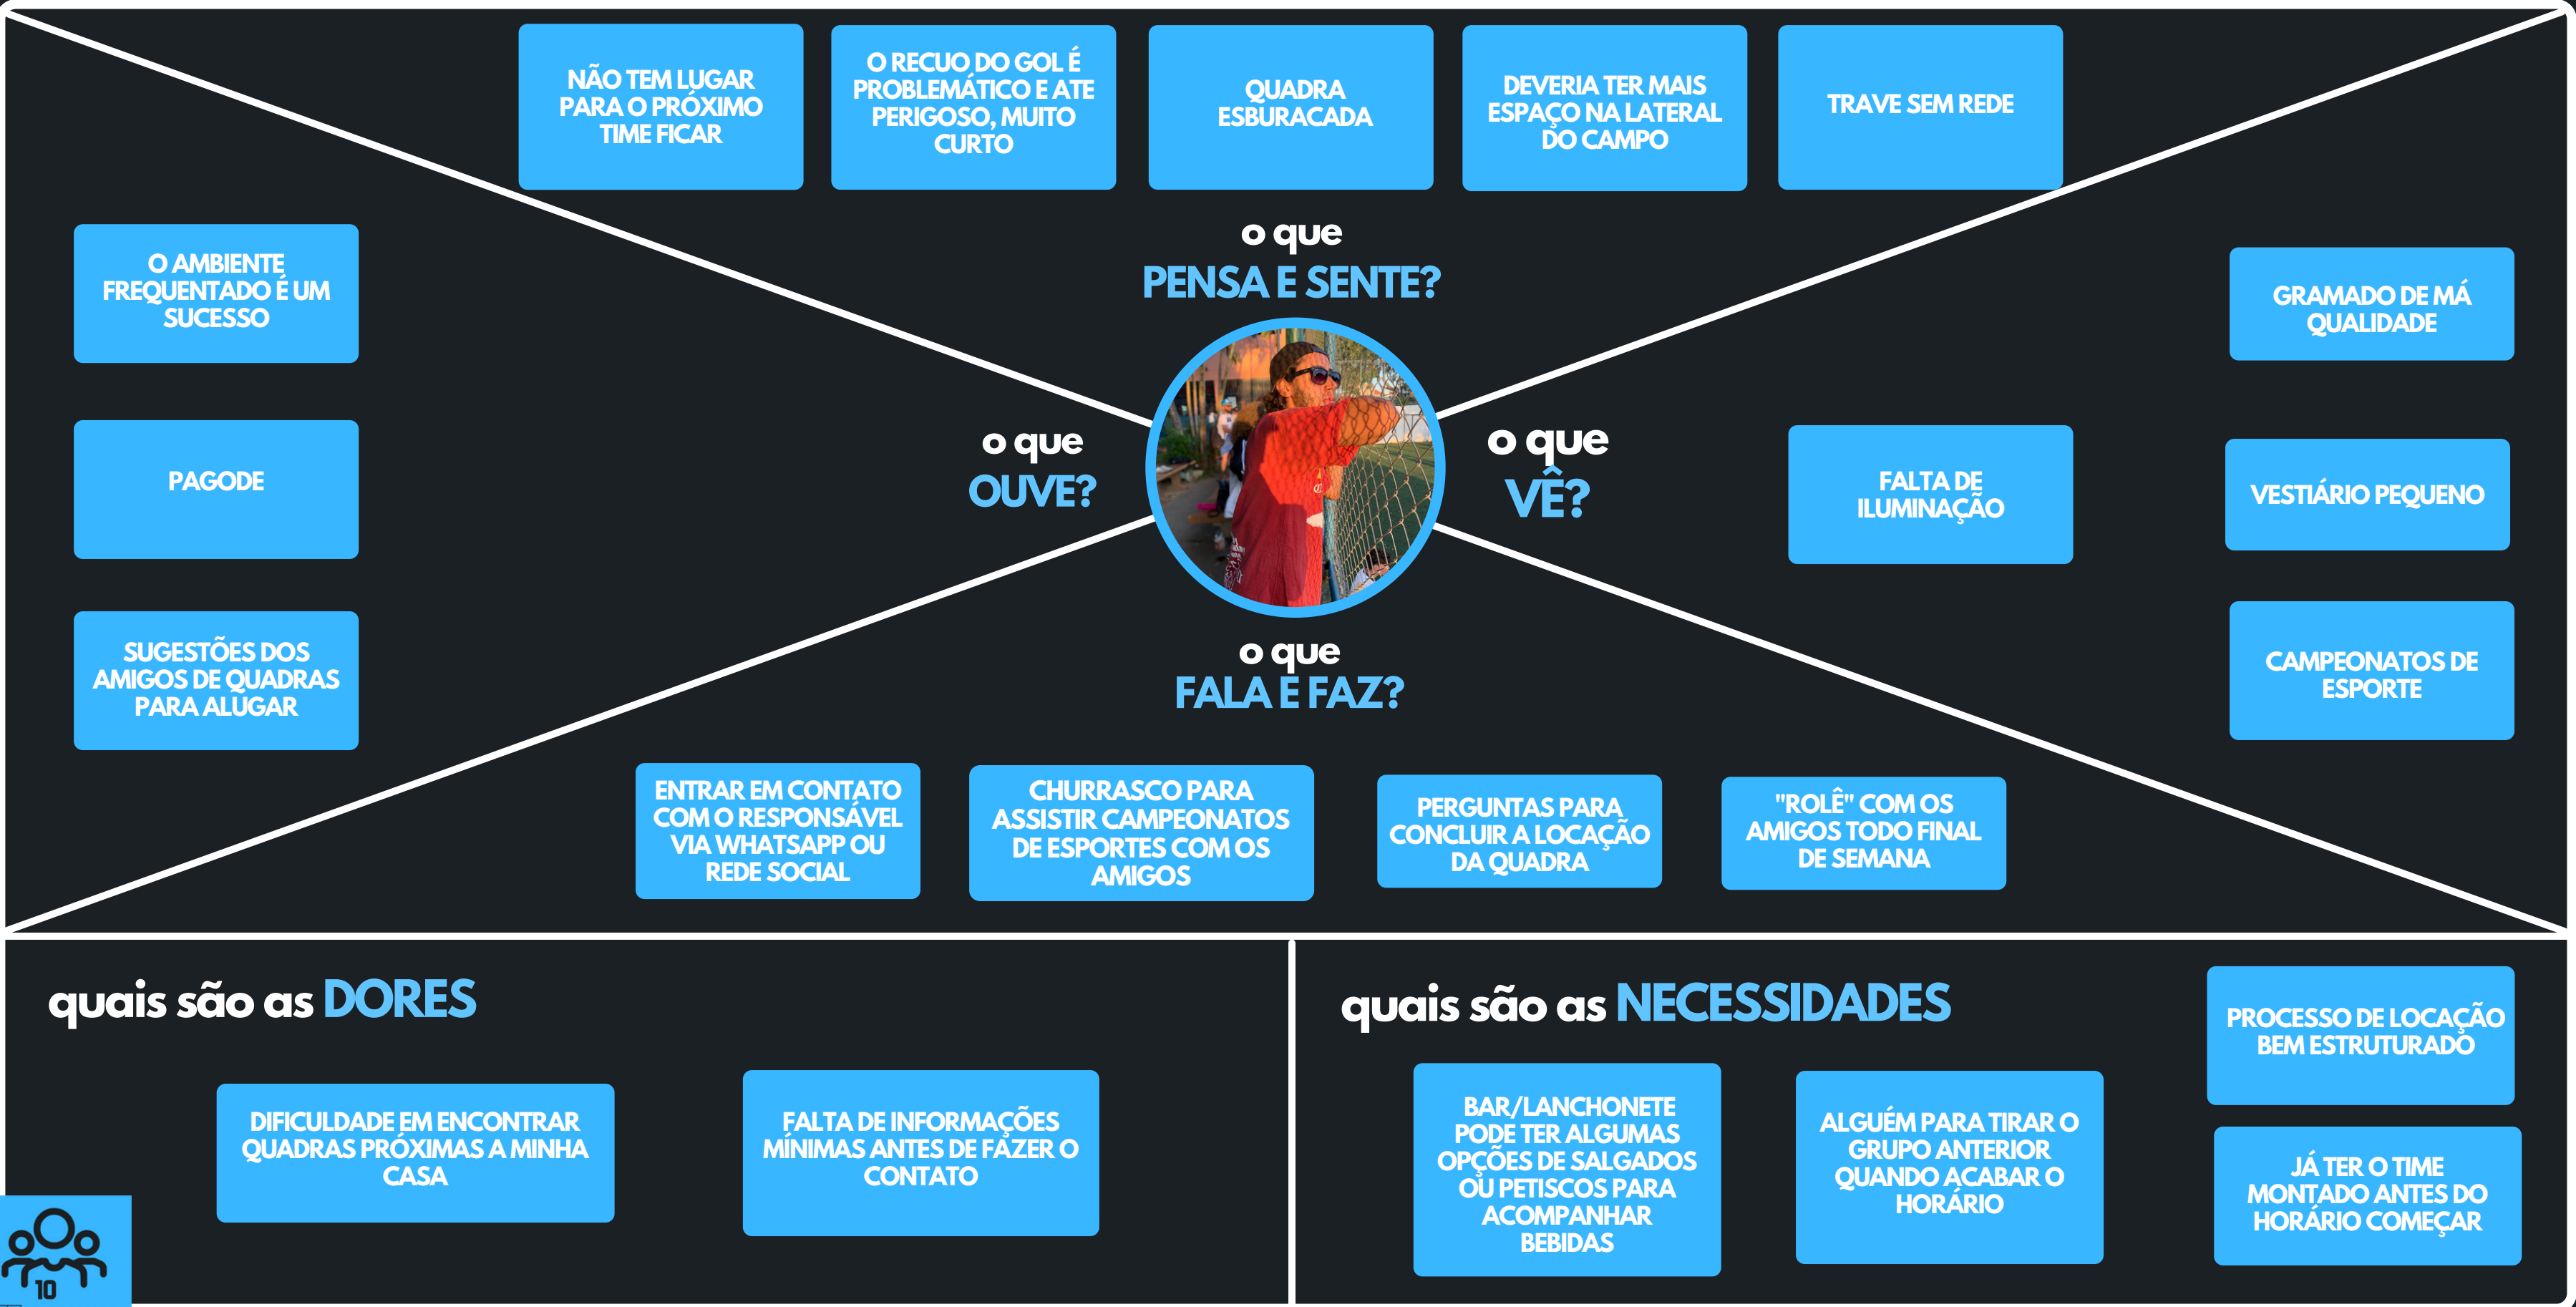 NÃO TEM LUGAR
PARA O PRÓXIMO
TIME FICAR
O RECUO DO GOL É
PROBLEMÁTICO E ATE
PERIGOSO, MUITO
CURTO
QUADRA
ESBURACADA
DEVERIA TER MAIS
ESPAÇO NA LATERAL
DO CAMPO
TRAVE SEM REDE
o que
PENSA E SENTE?
O AMBIENTE
FREQUENTADO É UM
SUCESSO
PAGODE
SUGESTÕES DOS
AMIGOS DE QUADRAS
PARA ALUGAR
o que
OUVE?
o que
VÊ?
FALTA DE
ILUMINAÇÃO
GRAMADO DE MÁ
QUALIDADE
VESTIÁRIO PEQUENO
CAMPEONATOS DE
ESPORTE
o que
FALA E FAZ?
ENTRAR EM CONTATO
COM O RESPONSÁVEL
VIA WHATSAPP OU
REDE SOCIAL
CHURRASCO PARA
ASSISTIR CAMPEONATOS
DE ESPORTES COM OS
AMIGOS
PERGUNTAS PARA
CONCLUIR A LOCAÇÃO
DA QUADRA
"ROLÊ" COM OS
AMIGOS TODO FINAL
DE SEMANA
quais são as DORES
DIFICULDADE EM ENCONTRAR
QUADRAS PRÓXIMAS A MINHA
CASA
FALTA DE INFORMAÇÕES
MÍNIMAS ANTES DE FAZER O
CONTATO
10
quais são as NECESSIDADES
BAR/LANCHONETE
PODE TER ALGUMAS
OPÇÕES DE SALGADOS
OU PETISCOS PARA
ACOMPANHAR
BEBIDAS
ALGUÉM PARA TIRAR O
GRUPO ANTERIOR
QUANDO ACABAR O
HORÁRIO
PROCESSO DE LOCAÇÃO
BEM ESTRUTURADO
JÁ TER O TIME
MONTADO ANTES DO
HORÁRIO COMEÇAR